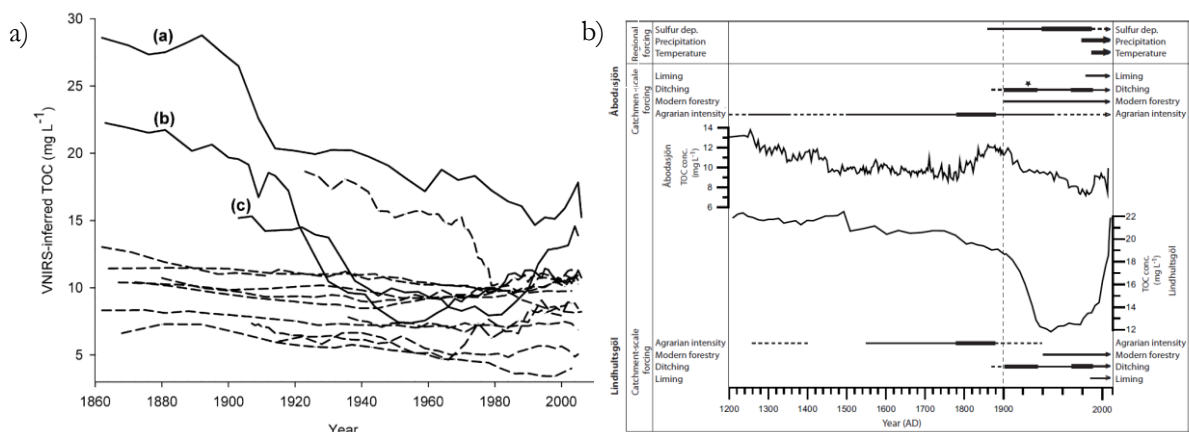 a)
30
25
20
15
10
5
VNIRS-inferred TOC (mg L⁻¹)
(a)
(b)
(c)
1860 1880 1900 1920 1940 1960 1980 2000
Year
b)
Regional forcing
Sulfur dep. Sulfur dep.
Precipitation Precipitation
Temperature Temperature
Åbodasjön
Catchmen-scale forcing
Liming Liming
Ditching * Ditching
Modern forestry Modern forestry
Agrarian intensity Agrarian intensity
14
12
10
8
6
Åbodasjön
TOC conc.
(mg L⁻¹)
22
20
18
16
14
12
TOC conc.
(mg L⁻¹)
Lindhultsgöl
Lindhultsgöl
Catchment-scale forcing
Agrarian intensity Agrarian intensity
Modern forestry Modern forestry
Ditching Ditching
Liming Liming
1200 1300 1400 1500 1600 1700 1800 1900 2000
Year (AD)